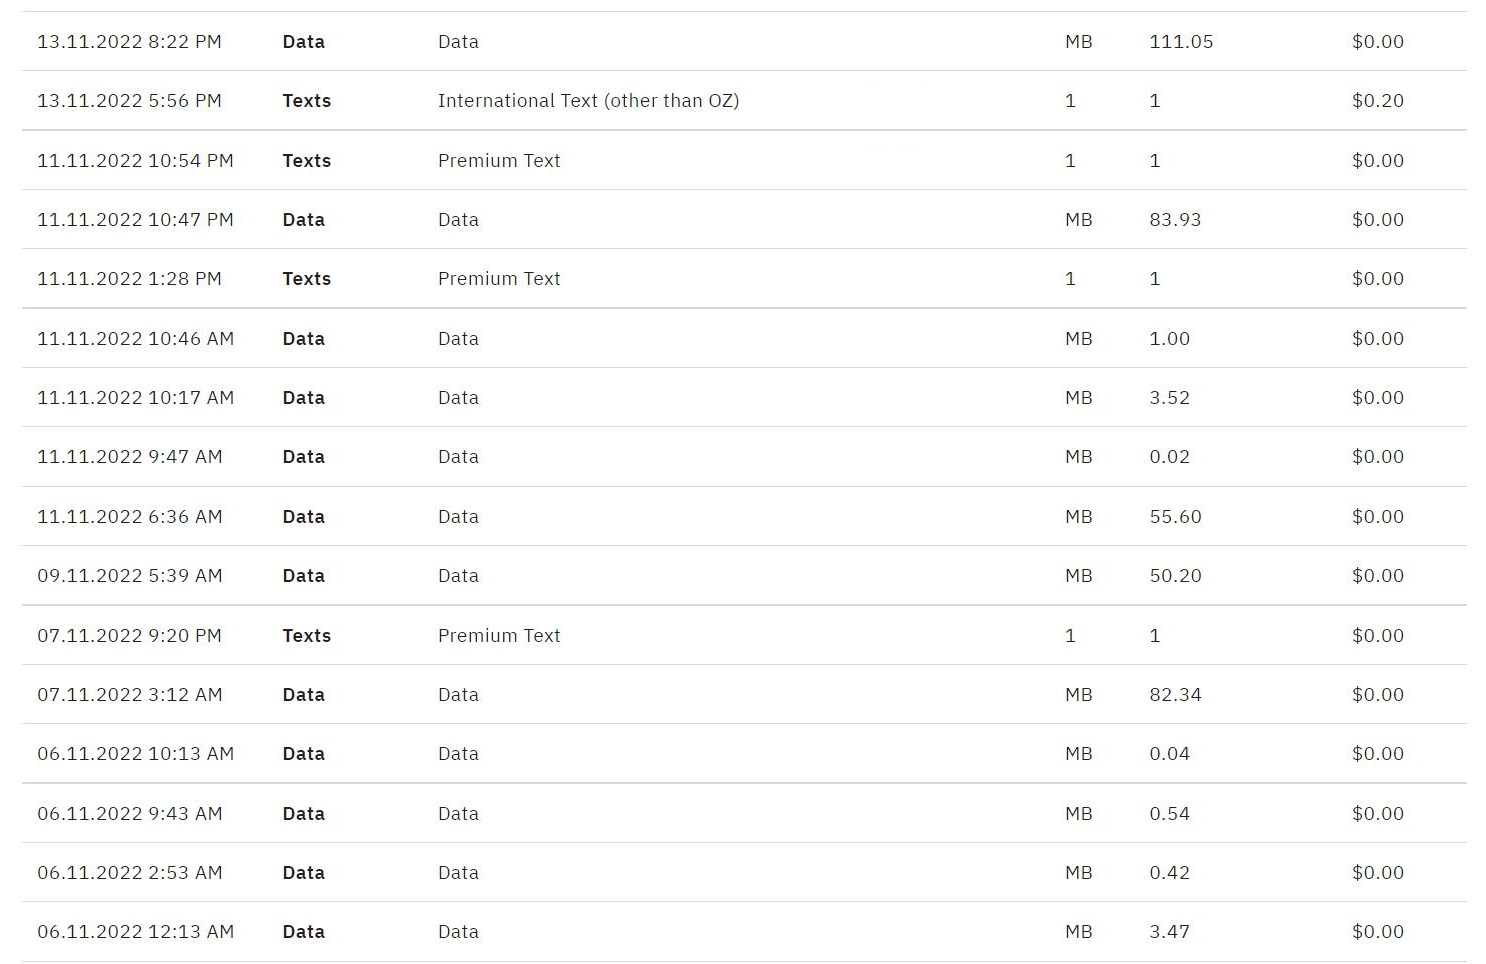 13.11.2022 8:22 PM Data Data MB 111.05 $0.00
13.11.2022 5:56 PM Texts International Text (other than OZ) 1 1 $0.20
11.11.2022 10:54 PM Texts Premium Text 1 1 $0.00
11.11.2022 10:47 PM Data Data MB 83.93 $0.00
11.11.2022 1:28 PM Texts Premium Text 1 1 $0.00
11.11.2022 10:46 AM Data Data MB 1.00 $0.00
11.11.2022 10:17 AM Data Data MB 3.52 $0.00
11.11.2022 9:47 AM Data Data MB 0.02 $0.00
11.11.2022 6:36 AM Data Data MB 55.60 $0.00
09.11.2022 5:39 AM Data Data MB 50.20 $0.00
07.11.2022 9:20 PM Texts Premium Text 1 1 $0.00
07.11.2022 3:12 AM Data Data MB 82.34 $0.00
06.11.2022 10:13 AM Data Data MB 0.04 $0.00
06.11.2022 9:43 AM Data Data MB 0.54 $0.00
06.11.2022 2:53 AM Data Data MB 0.42 $0.00
06.11.2022 12:13 AM Data Data MB 3.47 $0.00